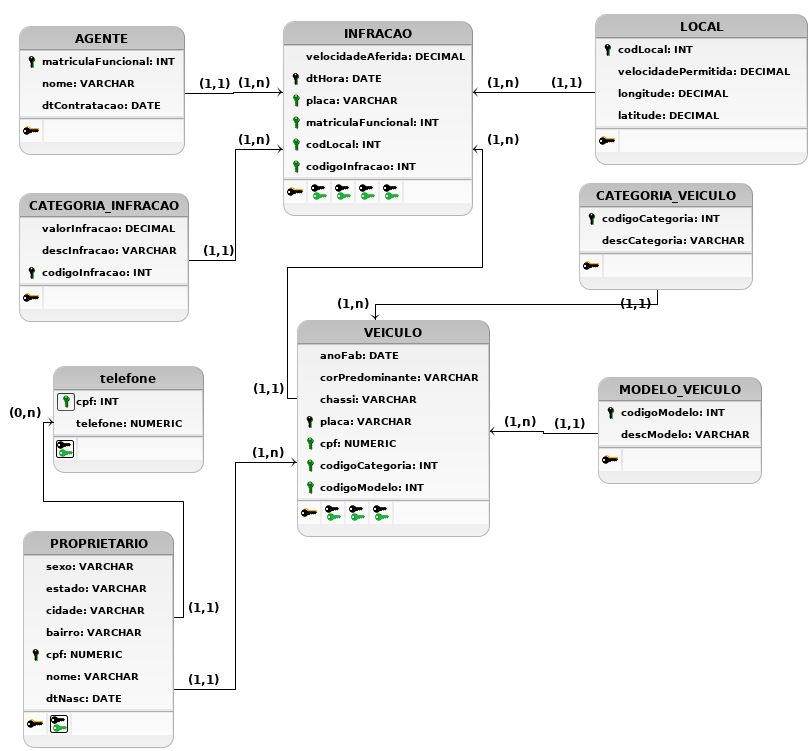 AGENTE
matriculaFuncional: INT
nome: VARCHAR
dtContratacao: DATE
(1,1)
(1,n)
INFRACAO
velocidadeAferida: DECIMAL
dtHora: DATE
placa: VARCHAR
matriculaFuncional: INT
codLocal: INT
codigoInfracao: INT
(1,n)
(1,1)
LOCAL
codLocal: INT
velocidadePermitida: DECIMAL
longitude: DECIMAL
latitude: DECIMAL
(1,n)
(1,n)
CATEGORIA_INFRACAO
valorInfracao: DECIMAL
descInfracao: VARCHAR
codigoInfracao: INT
(1,1)
CATEGORIA_VEICULO
codigoCategoria: INT
descCategoria: VARCHAR
(1,n)
(1,1)
VEICULO
anoFab: DATE
corPredominante: VARCHAR
chassi: VARCHAR
placa: VARCHAR
cpf: NUMERIC
codigoCategoria: INT
codigoModelo: INT
(1,1)
(1,n)
(1,n)
(1,1)
MODELO_VEICULO
codigoModelo: INT
descModelo: VARCHAR
telefone
cpf: INT
telefone: NUMERIC
(0,n)
PROPRIETARIO
sexo: VARCHAR
estado: VARCHAR
cidade: VARCHAR
bairro: VARCHAR
cpf: NUMERIC
nome: VARCHAR
dtNasc: DATE
(1,1)
(1,1)